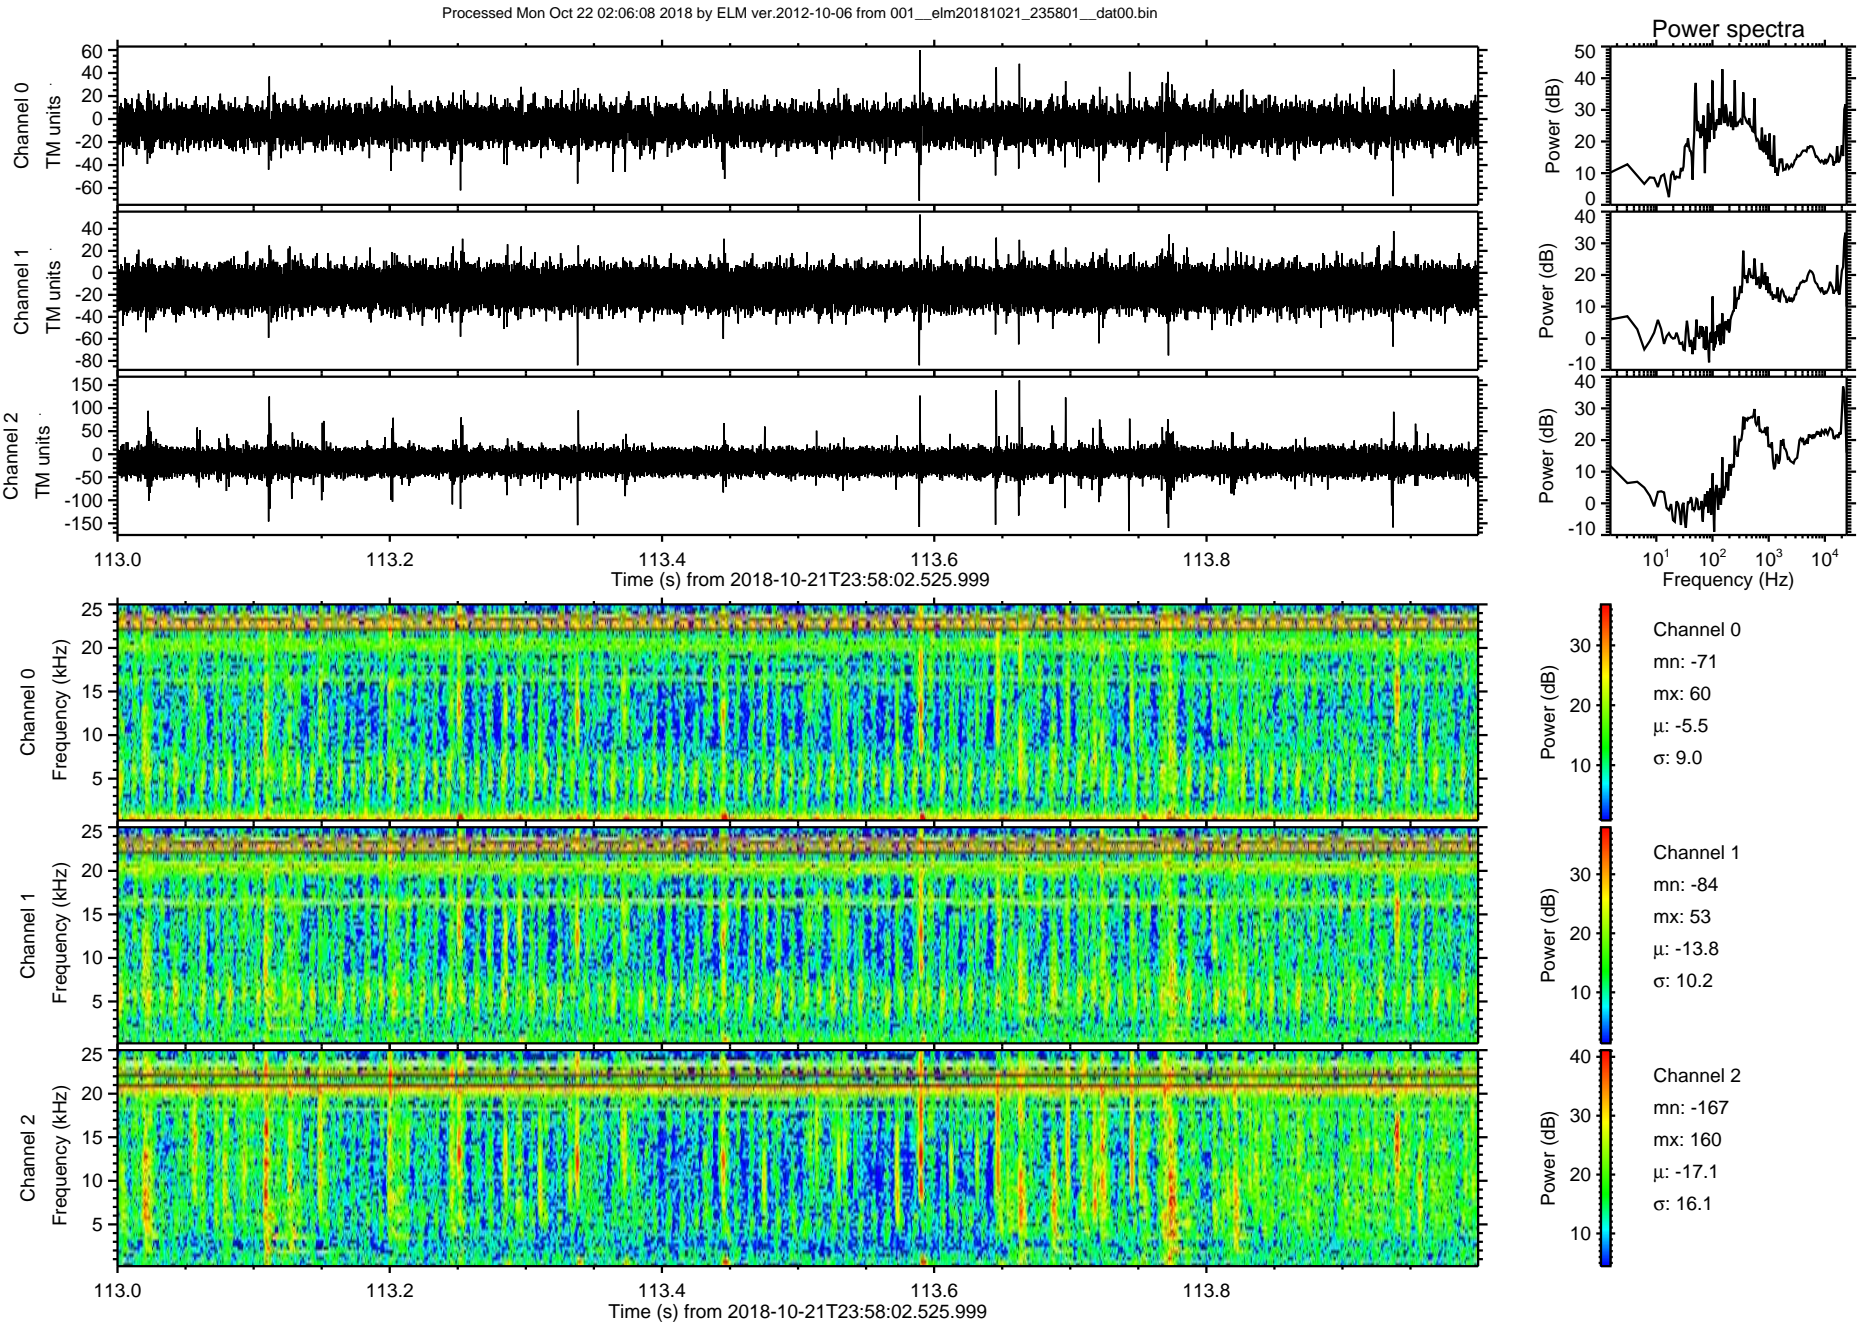 Processed Mon Oct 22 02:06:08 2018 by ELM ver.2012-10-06 from 001__elm20181021_235801__dat00.bin
Power spectra
Channel 0
TM units
60
40
20
0
-20
-40
-60
Power (dB)
50
40
30
20
10
0
Channel 1
TM units
40
20
0
-20
-40
-60
-80
Power (dB)
40
30
20
10
0
-10
Channel 2
TM units
150
100
50
0
-50
-100
-150
Power (dB)
40
30
20
10
0
-10
113.0 113.2 113.4 113.6 113.8
Time (s) from 2018-10-21T23:58:02.525.999
10^1 10^2 10^3 10^4
Frequency (Hz)
Channel 0
Frequency (kHz)
25
20
15
10
5
Power (dB)
30
20
10
Channel 0
mn: -71
mx: 60
μ: -5.5
σ: 9.0
Channel 1
Frequency (kHz)
25
20
15
10
5
Power (dB)
30
20
10
Channel 1
mn: -84
mx: 53
μ: -13.8
σ: 10.2
Channel 2
Frequency (kHz)
25
20
15
10
5
Power (dB)
40
30
20
10
Channel 2
mn: -167
mx: 160
μ: -17.1
σ: 16.1
113.0 113.2 113.4 113.6 113.8
Time (s) from 2018-10-21T23:58:02.525.999